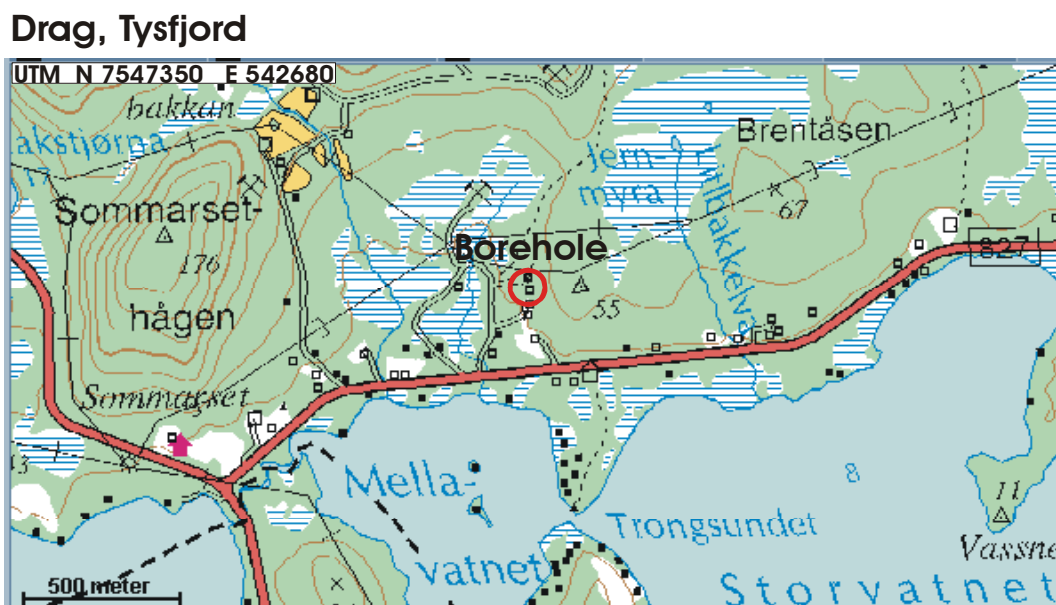 Drag, Tysfjord
UTM N 7547350 E 542680
bakkan
akstjørna
Brentåsen
Jern-
myra
67
Sommarset-
176
hågen
Borehole
827
55
Sommarset
Mella-
vatnet
8
11
Trongsundet
Vassne
Storvatnet
500 meter